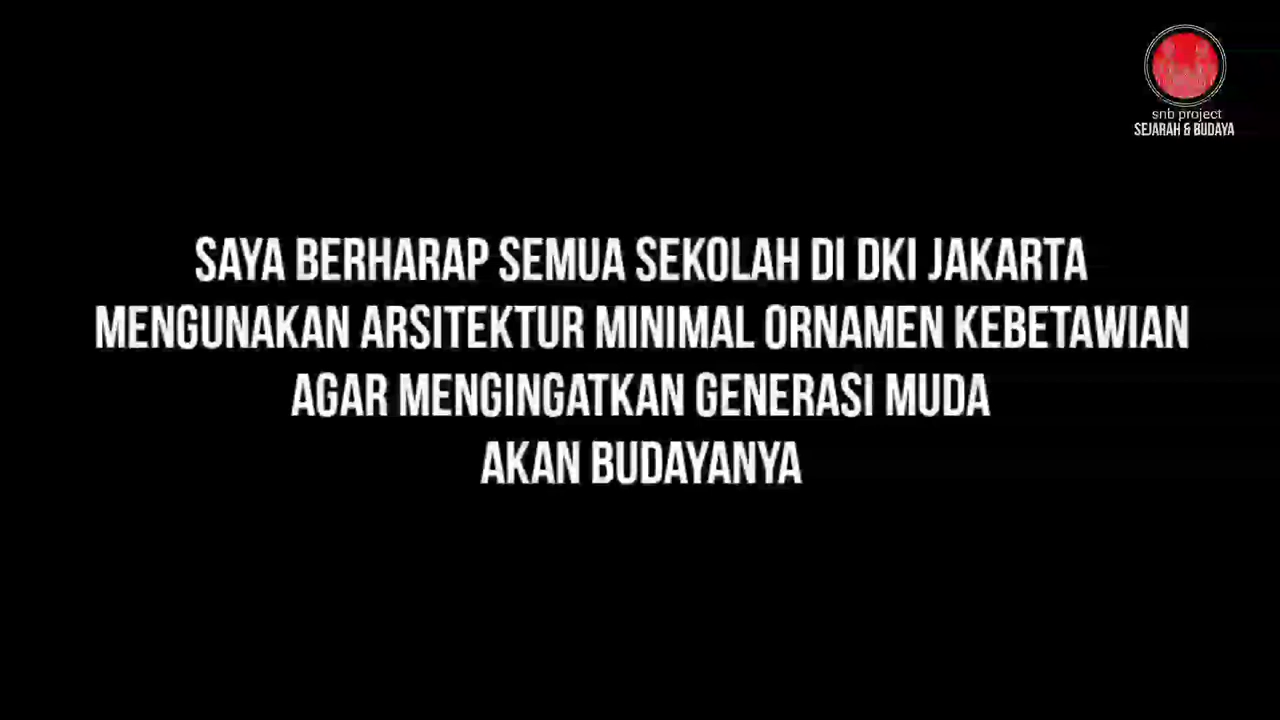 snb project
SEJARAH & BUDAYA
SAYA BERHARAP SEMUA SEKOLAH DI DKI JAKARTA
MENGUNAKAN ARSITEKTUR MINIMAL ORNAMEN KEBETAWIAN
AGAR MENGINGATKAN GENERASI MUDA
AKAN BUDAYANYA